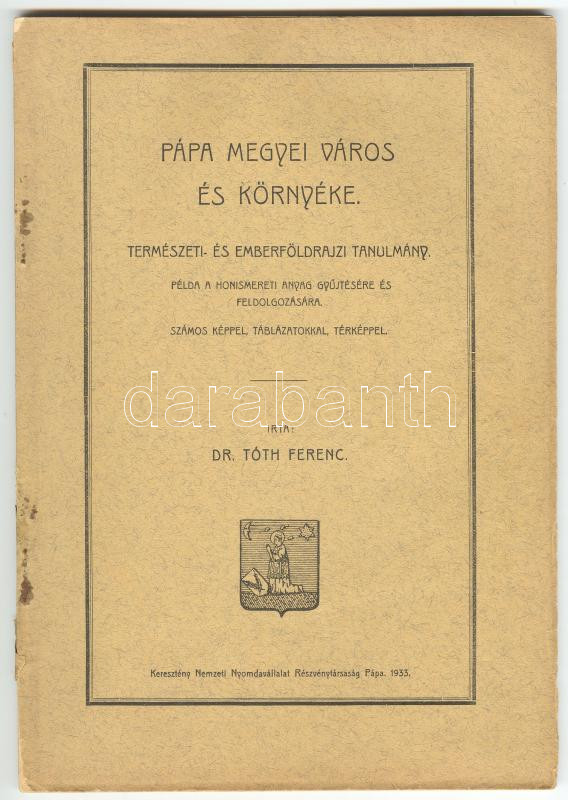 PÁPA MEGYEI VÁROS
ÉS KÖRNYÉKE.
TERMÉSZETI- ÉS EMBERFÖLDRAJZI TANULMÁNY.
PÉLDA A HONISMERETI ANYAG GYŰJTÉSÉRE ÉS
FELDOLGOZÁSÁRA.
SZÁMOS KÉPPEL, TÁBLÁZATOKKAL, TÉRKÉPPEL.
darabanth
IRTA:
DR. TÓTH FERENC.
Keresztény Nemzeti Nyomdavállalat Részvénytársaság Pápa. 1933.